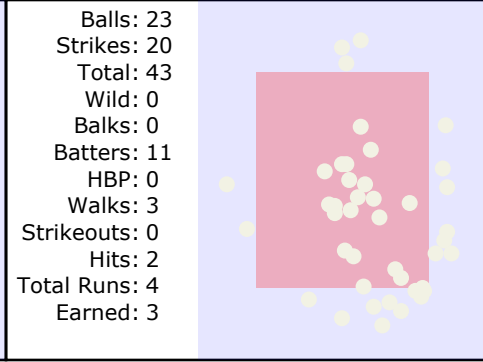 Balls: 23
Strikes: 20
Total: 43
Wild: 0
Balks: 0
Batters: 11
HBP: 0
Walks: 3
Strikeouts: 0
Hits: 2
Total Runs: 4
Earned: 3